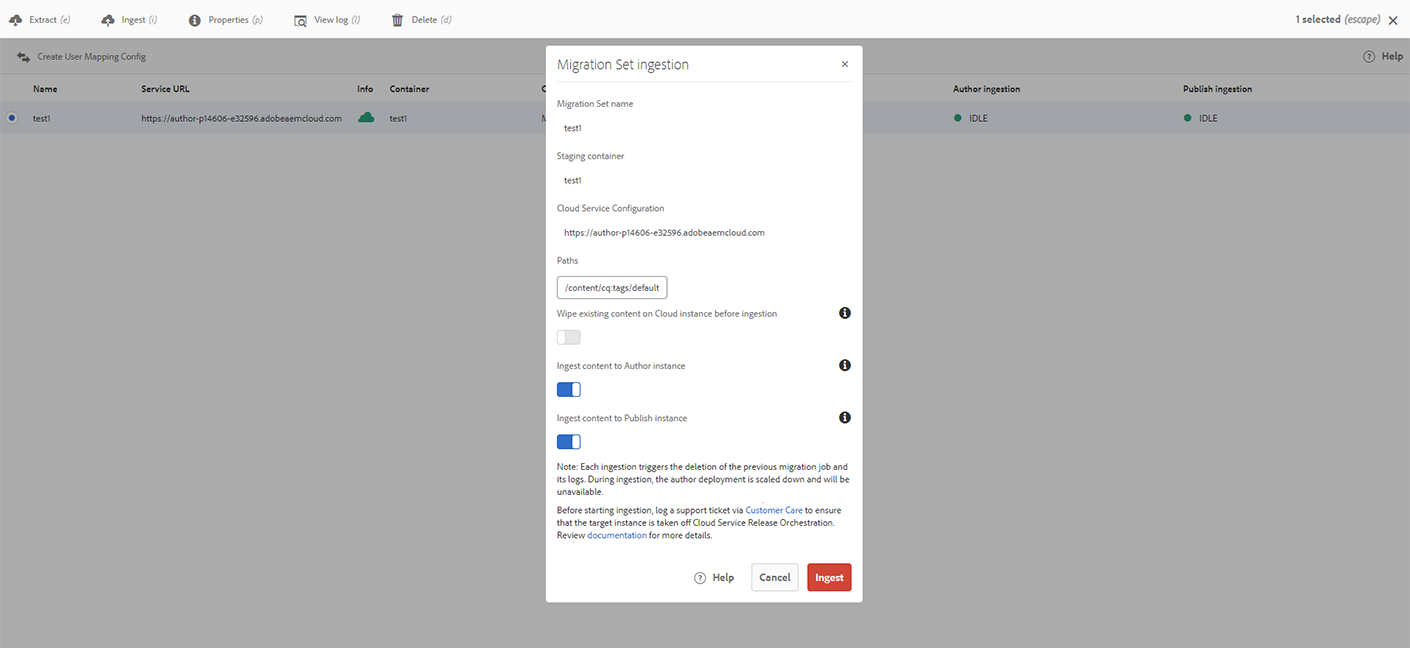 Extract (e) Ingest (i) Properties (p) View log (l) Delete (d) 1 selected (escape)
Create User Mapping Config Help
Name Service URL Info Container C Author ingestion Publish ingestion
test1 https://author-p14606-e32596.adobeaemcloud.com test1 IDLE IDLE
Migration Set ingestion
Migration Set name
test1
Staging container
test1
Cloud Service Configuration
https://author-p14606-e32596.adobeaemcloud.com
Paths
/content/cq:tags/default
Wipe existing content on Cloud instance before ingestion
Ingest content to Author instance
Ingest content to Publish instance
Note: Each ingestion triggers the deletion of the previous migration job and
its logs. During ingestion, the author deployment is scaled down and will be
unavailable.
Before starting ingestion, log a support ticket via Customer Care to ensure
that the target instance is taken off Cloud Service Release Orchestration.
Review documentation for more details.
Help Cancel Ingest